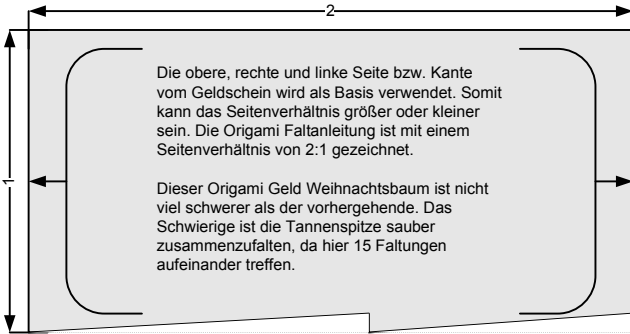 2
1
Die obere, rechte und linke Seite bzw. Kante
vom Geldschein wird als Basis verwendet. Somit
kann das Seitenverhältnis größer oder kleiner
sein. Die Origami Faltanleitung ist mit einem
Seitenverhältnis von 2:1 gezeichnet.
Dieser Origami Geld Weihnachtsbaum ist nicht
viel schwerer als der vorhergehende. Das
Schwierige ist die Tannenspitze sauber
zusammenzufalten, da hier 15 Faltungen
aufeinander treffen.